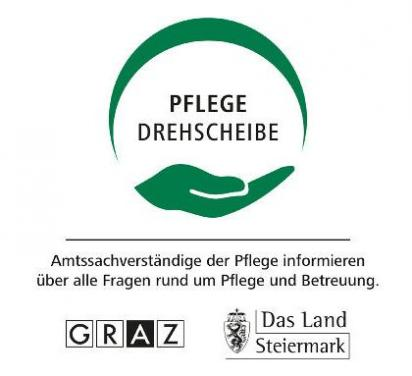 PFLEGE
DREHSCHEIBE
Amtssachverständige der Pflege informieren
über alle Fragen rund um Pflege und Betreuung.
GRAZ
Das Land
Steiermark